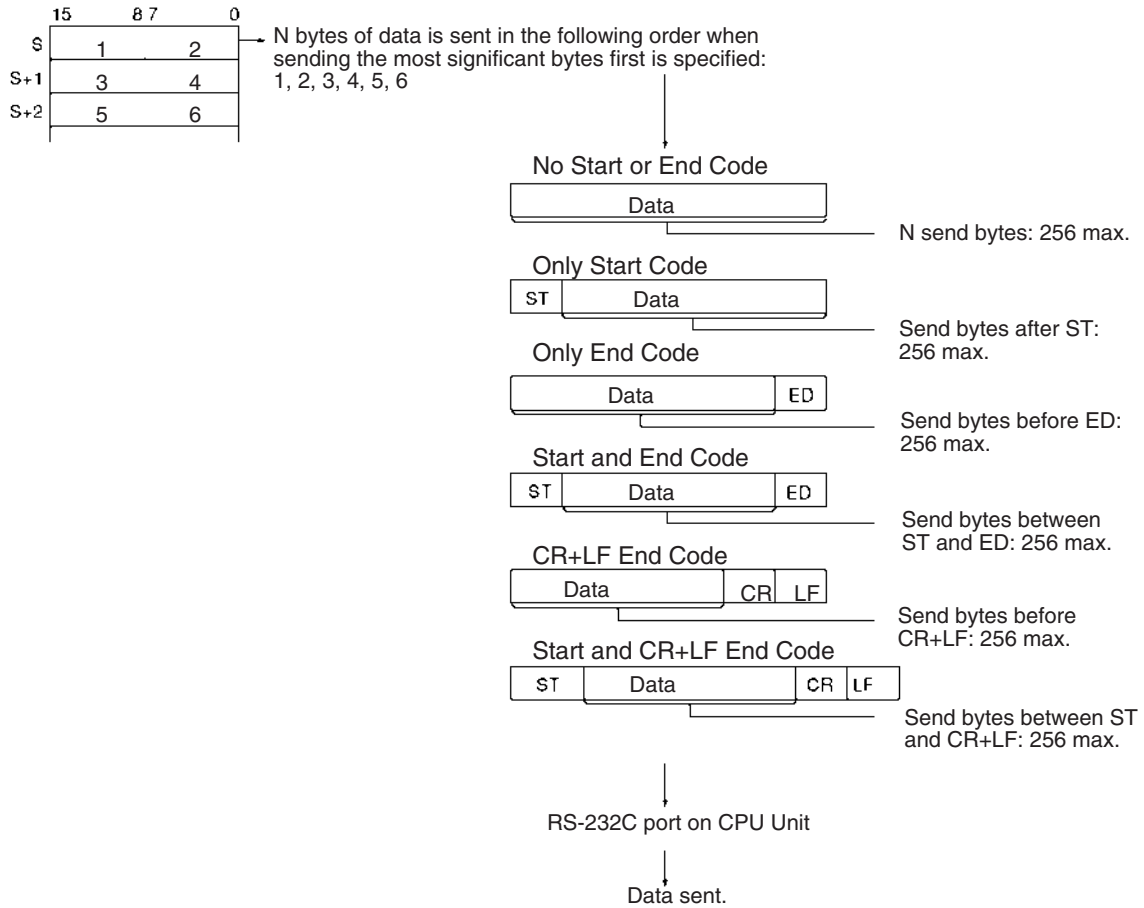 15 8 7 0
S 1 2
S+1 3 4
S+2 5 6
N bytes of data is sent in the following order when
sending the most significant bytes first is specified:
1, 2, 3, 4, 5, 6
No Start or End Code
Data
N send bytes: 256 max.
Only Start Code
ST Data
Send bytes after ST:
256 max.
Only End Code
Data ED
Send bytes before ED:
256 max.
Start and End Code
ST Data ED
Send bytes between
ST and ED: 256 max.
CR+LF End Code
Data CR LF
Send bytes before
CR+LF: 256 max.
Start and CR+LF End Code
ST Data CR LF
Send bytes between ST
and CR+LF: 256 max.
RS-232C port on CPU Unit
Data sent.